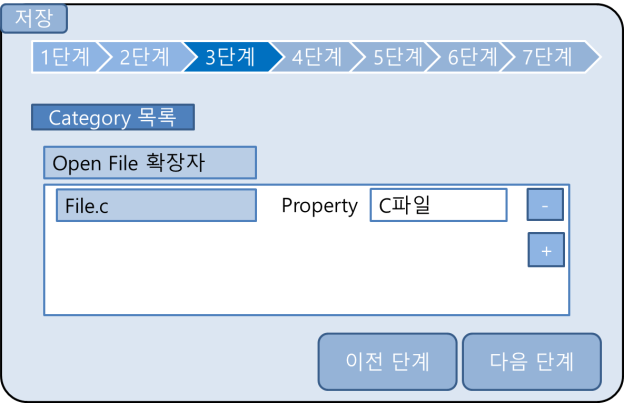 저장
1단계 2단계 3단계 4단계 5단계 6단계 7단계
Category 목록
Open File 확장자
File.c Property C파일 -
+
이전 단계 다음 단계